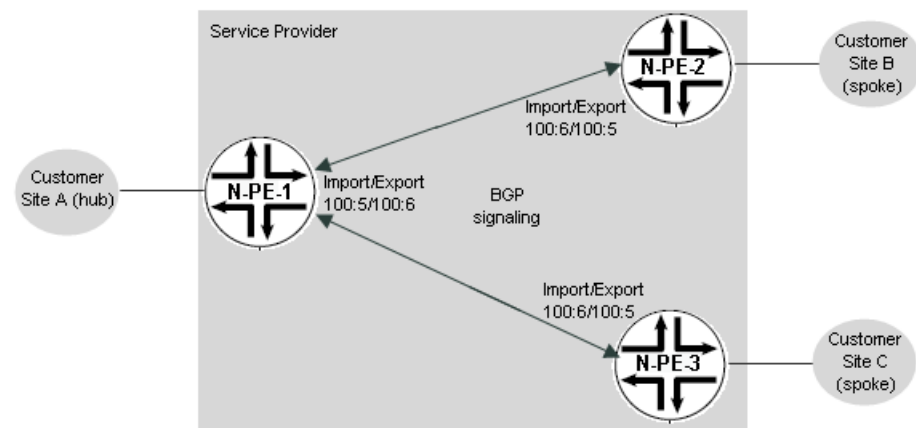 Service Provider
N-PE-2
Customer
Site B
(spoke)
Import/Export
100:6/100:5
Customer
Site A (hub)
N-PE-1
Import/Export
100:5/100:6
BGP
signaling
Import/Export
100:6/100:5
N-PE-3
Customer
Site C
(spoke)